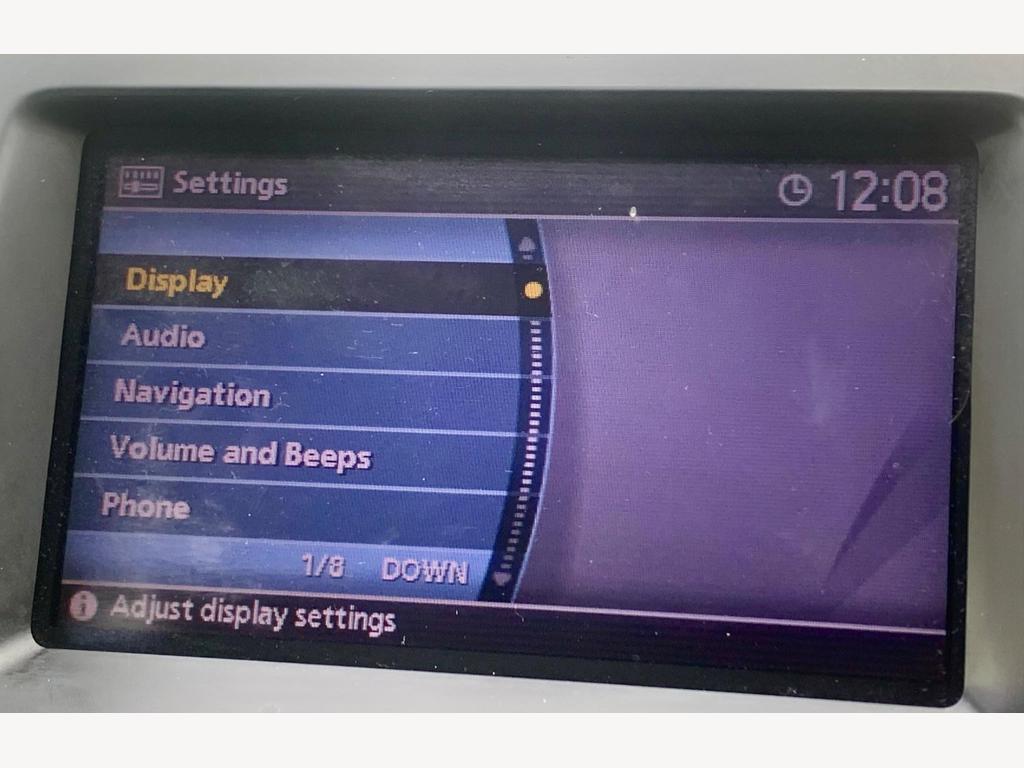 Settings
12:08
Display
Audio
Navigation
Volume and Beeps
Phone
1/8 DOWN
Adjust display settings